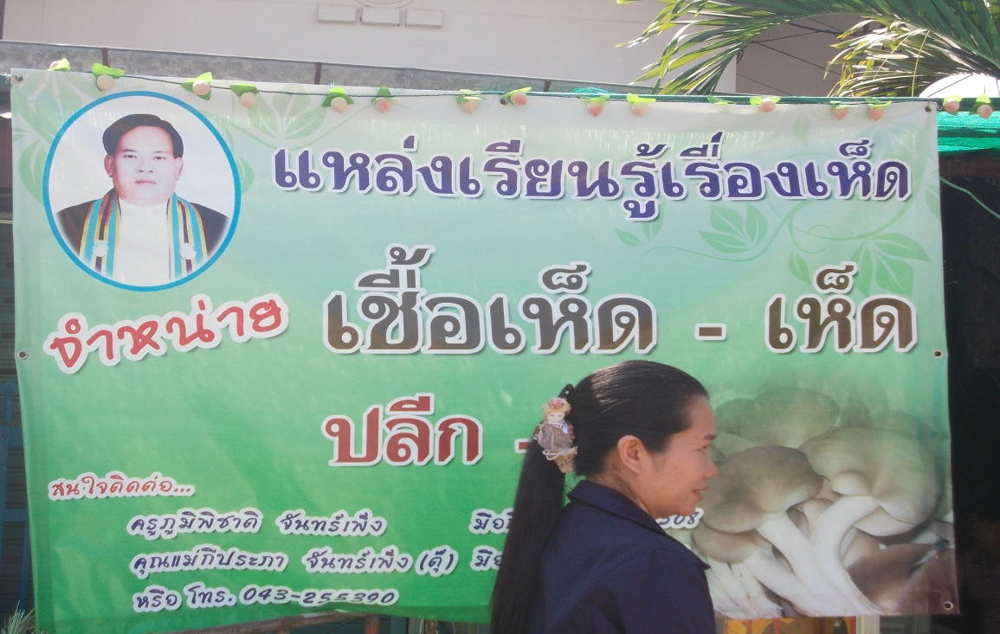 แหล่งเรียนรู้เรื่องเห็ด
จำหน่าย เชื้อเห็ด - เห็ด
ปลีก -
สนใจติดต่อ...
ครูภูมิพิชาติ จันทร์เพ็ง
คุณแม่ทีประภา จันทร์เพ็ง (ตุ๊)
หรือ โทร. 043-255390